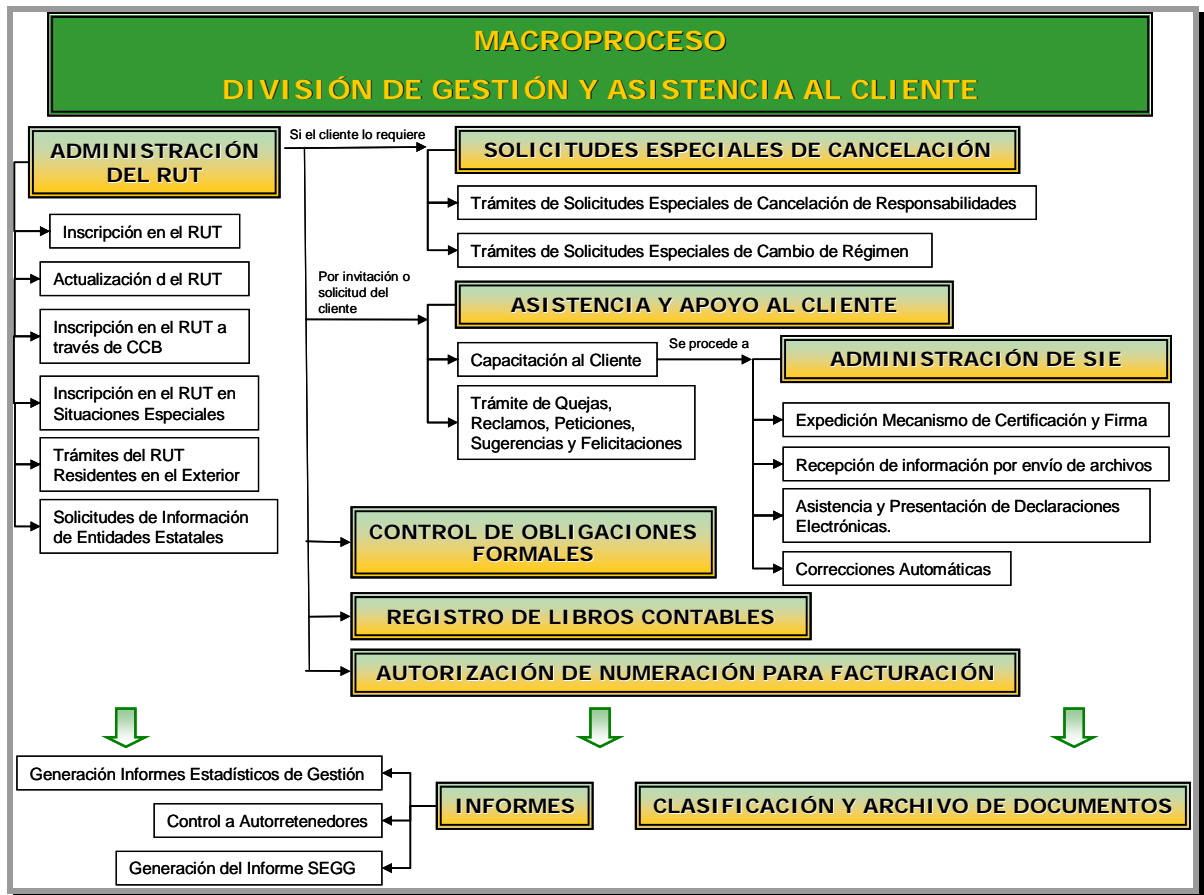 MACROPROCESO
DIVISIÓN DE GESTIÓN Y ASISTENCIA AL CLIENTE
ADMINISTRACIÓN
DEL RUT
Inscripción en el RUT
Actualización d el RUT
Inscripción en el RUT a
través de CCB
Inscripción en el RUT en
Situaciones Especiales
Trámites del RUT
Residentes en el Exterior
Solicitudes de Información
de Entidades Estatales
Si el cliente lo requiere
SOLICITUDES ESPECIALES DE CANCELACIÓN
Trámites de Solicitudes Especiales de Cancelación de Responsabilidades
Trámites de Solicitudes Especiales de Cambio de Régimen
Por invitación o
solicitud del
cliente
ASISTENCIA Y APOYO AL CLIENTE
Capacitación al Cliente
Trámite de Quejas,
Reclamos, Peticiones,
Sugerencias y Felicitaciones
Se procede a
ADMINISTRACIÓN DE SIE
Expedición Mecanismo de Certificación y Firma
Recepción de información por envío de archivos
Asistencia y Presentación de Declaraciones
Electrónicas.
Correcciones Automáticas
CONTROL DE OBLIGACIONES
FORMALES
REGISTRO DE LIBROS CONTABLES
AUTORIZACIÓN DE NUMERACIÓN PARA FACTURACIÓN
Generación Informes Estadísticos de Gestión
Control a Autorretenedores
Generación del Informe SEGG
INFORMES
CLASIFICACIÓN Y ARCHIVO DE DOCUMENTOS